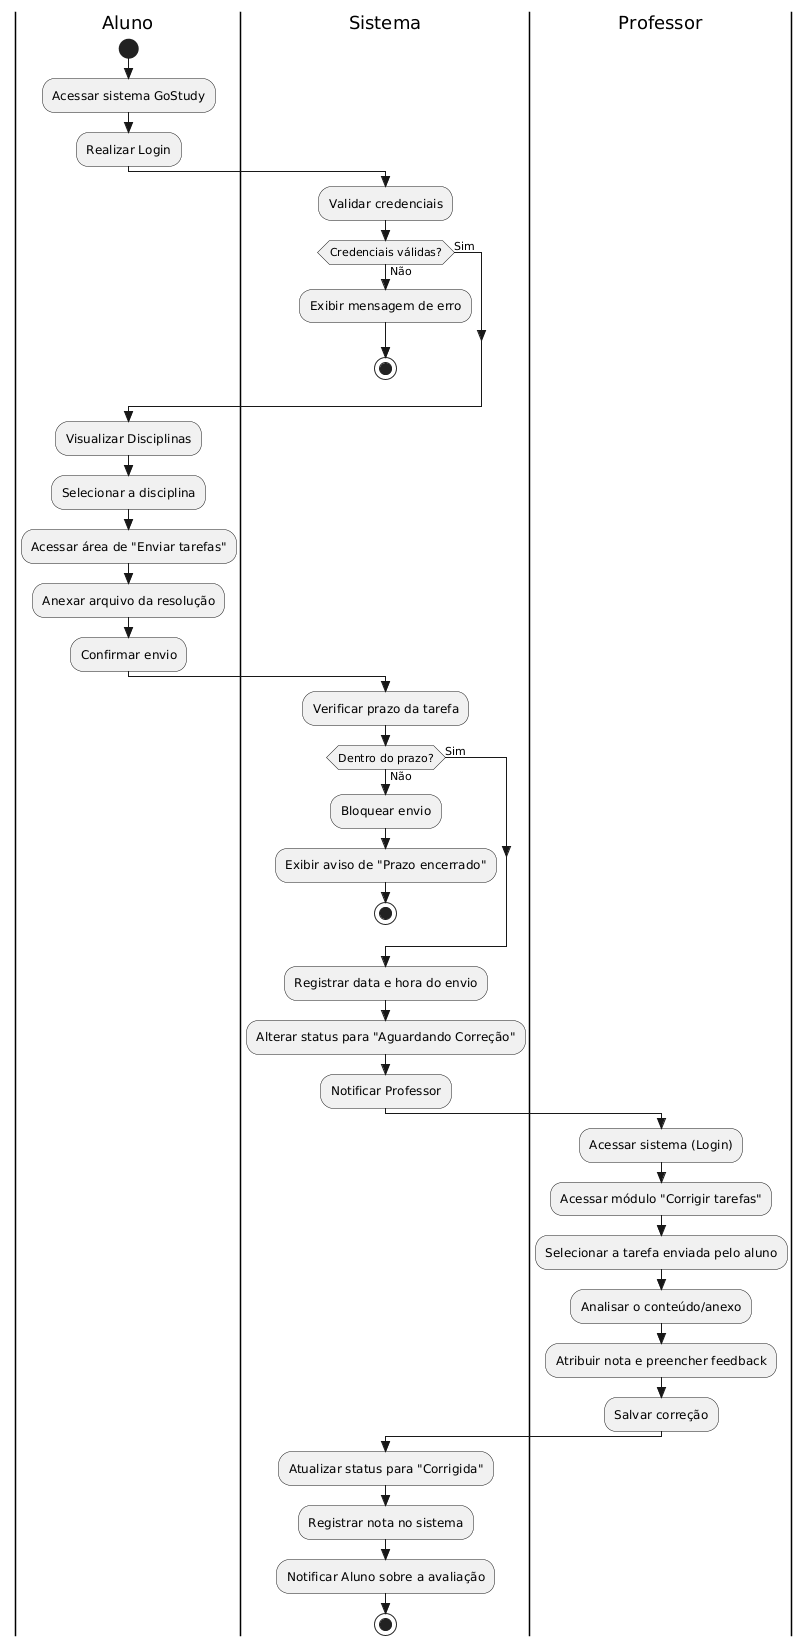 Aluno
Sistema
Professor
Acessar sistema GoStudy
Realizar Login
Validar credenciais
Credenciais válidas?
Sim
Não
Exibir mensagem de erro
Visualizar Disciplinas
Selecionar a disciplina
Acessar área de "Enviar tarefas"
Anexar arquivo da resolução
Confirmar envio
Verificar prazo da tarefa
Dentro do prazo?
Sim
Não
Bloquear envio
Exibir aviso de "Prazo encerrado"
Registrar data e hora do envio
Alterar status para "Aguardando Correção"
Notificar Professor
Acessar sistema (Login)
Acessar módulo "Corrigir tarefas"
Selecionar a tarefa enviada pelo aluno
Analisar o conteúdo/anexo
Atribuir nota e preencher feedback
Salvar correção
Atualizar status para "Corrigida"
Registrar nota no sistema
Notificar Aluno sobre a avaliação